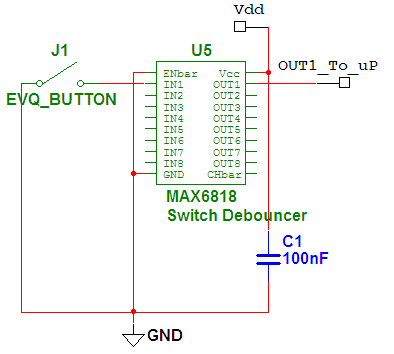 Vdd
J1
U5
OUT1_To_uP
EVQ_BUTTON
ENbar Vcc
IN1 OUT1
IN2 OUT2
IN3 OUT3
IN4 OUT4
IN5 OUT5
IN6 OUT6
IN7 OUT7
IN8 OUT8
GND CHbar
MAX6818
Switch Debouncer
C1
100nF
GND